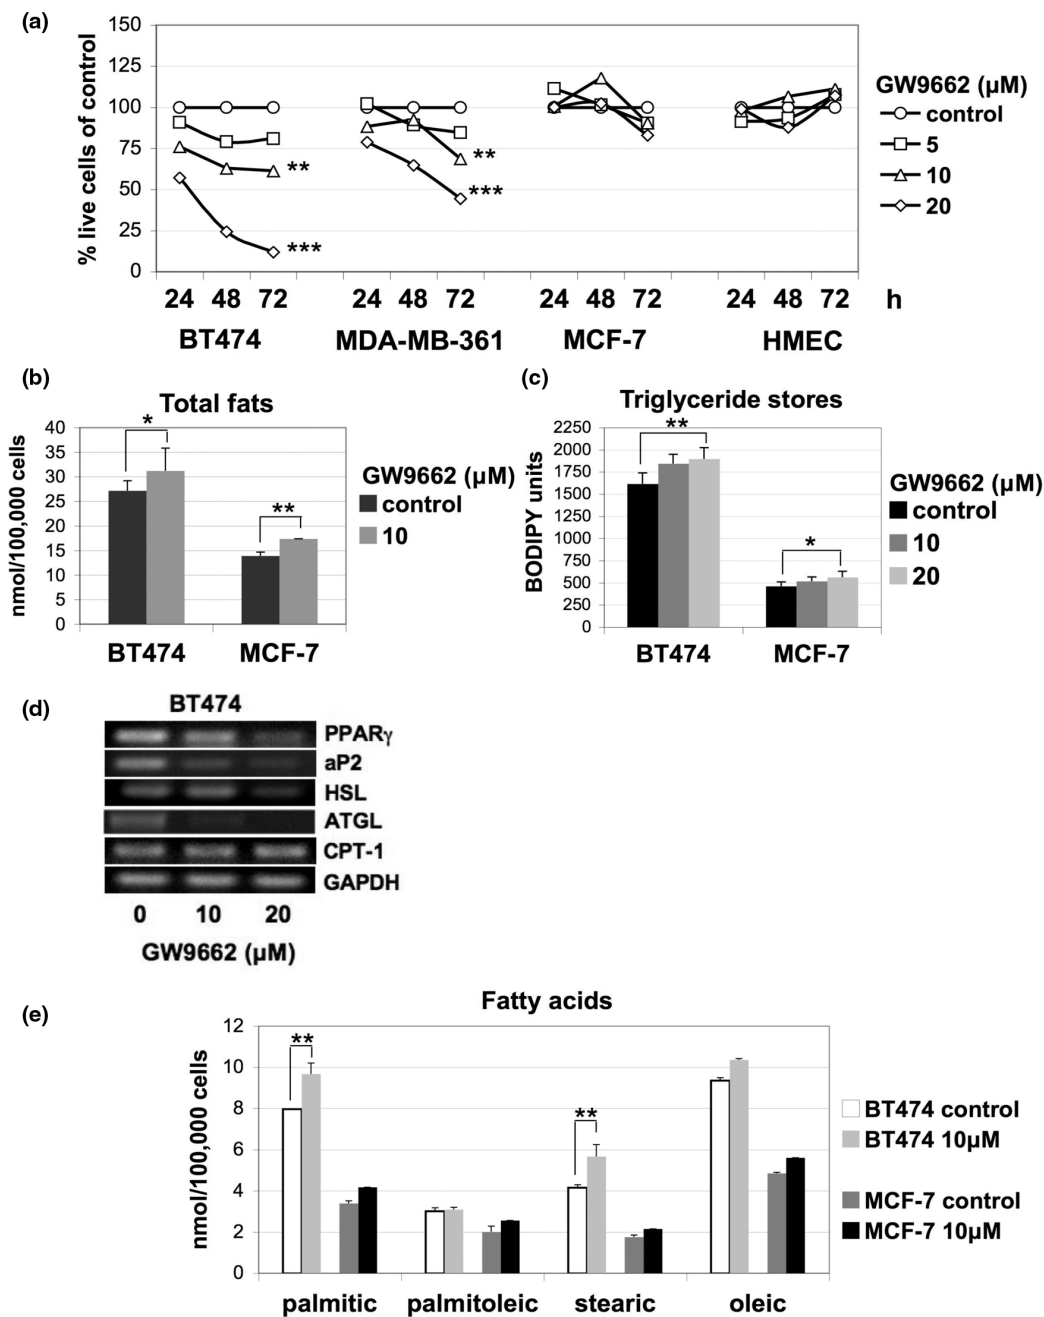 (a)
150
125
100
75
50
25
0
% live cells of control
**
***
**
***
GW9662 (µM)
control
5
10
20
24 48 72 24 48 72 24 48 72 24 48 72 h
BT474 MDA-MB-361 MCF-7 HMEC
(b)
Total fats
40
35
30
25
20
15
10
5
0
nmol/100,000 cells
*
**
GW9662 (µM)
control
10
BT474 MCF-7
(c)
Triglyceride stores
2250
2000
1750
1500
1250
1000
750
500
250
0
BODIPY units
**
*
GW9662 (µM)
control
10
20
BT474 MCF-7
(d)
BT474
PPARγ
aP2
HSL
ATGL
CPT-1
GAPDH
0 10 20
GW9662 (µM)
(e)
Fatty acids
12
10
8
6
4
2
0
nmol/100,000 cells
**
**
BT474 control
BT474 10µM
MCF-7 control
MCF-7 10µM
palmitic palmitoleic stearic oleic